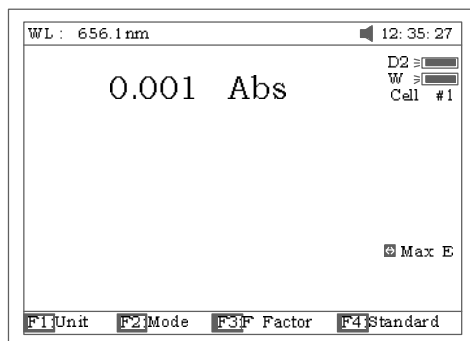 WL: 656.1nm 12:35:27
D2
0.001 Abs
W
Cell #1
Max E
F1 Unit F2 Mode F3 F Factor F4 Standard